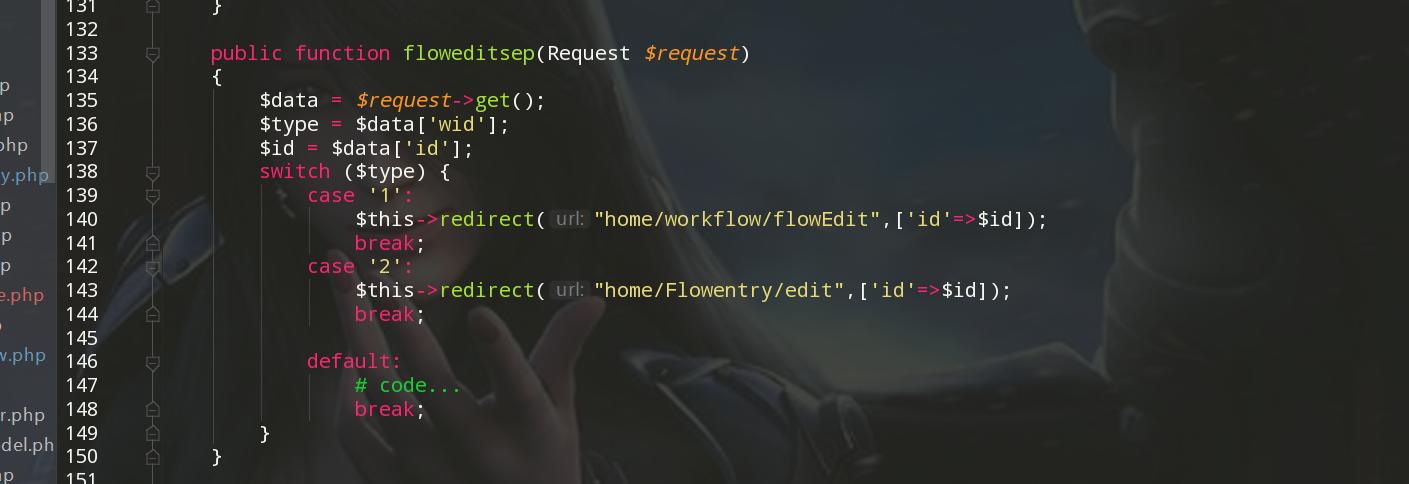 131 }
132
p
133 public function floweditsep(Request $request)
134 {
p
135 $data = $request->get();
np
136 $type = $data['wid'];
php
137 $id = $data['id'];
y.php
138 switch ($type) {
139 case '1':
p
140 $this->redirect( url: "home/workflow/flowEdit",['id'=>$id]);
p
141 break;
p
142 case '2':
e.php
143 $this->redirect( url: "home/Flowentry/edit",['id'=>$id]);
144 break;
145
w.php
146 default:
147 # code...
r.php
148 break;
149 }
del.ph
150 }
np
151